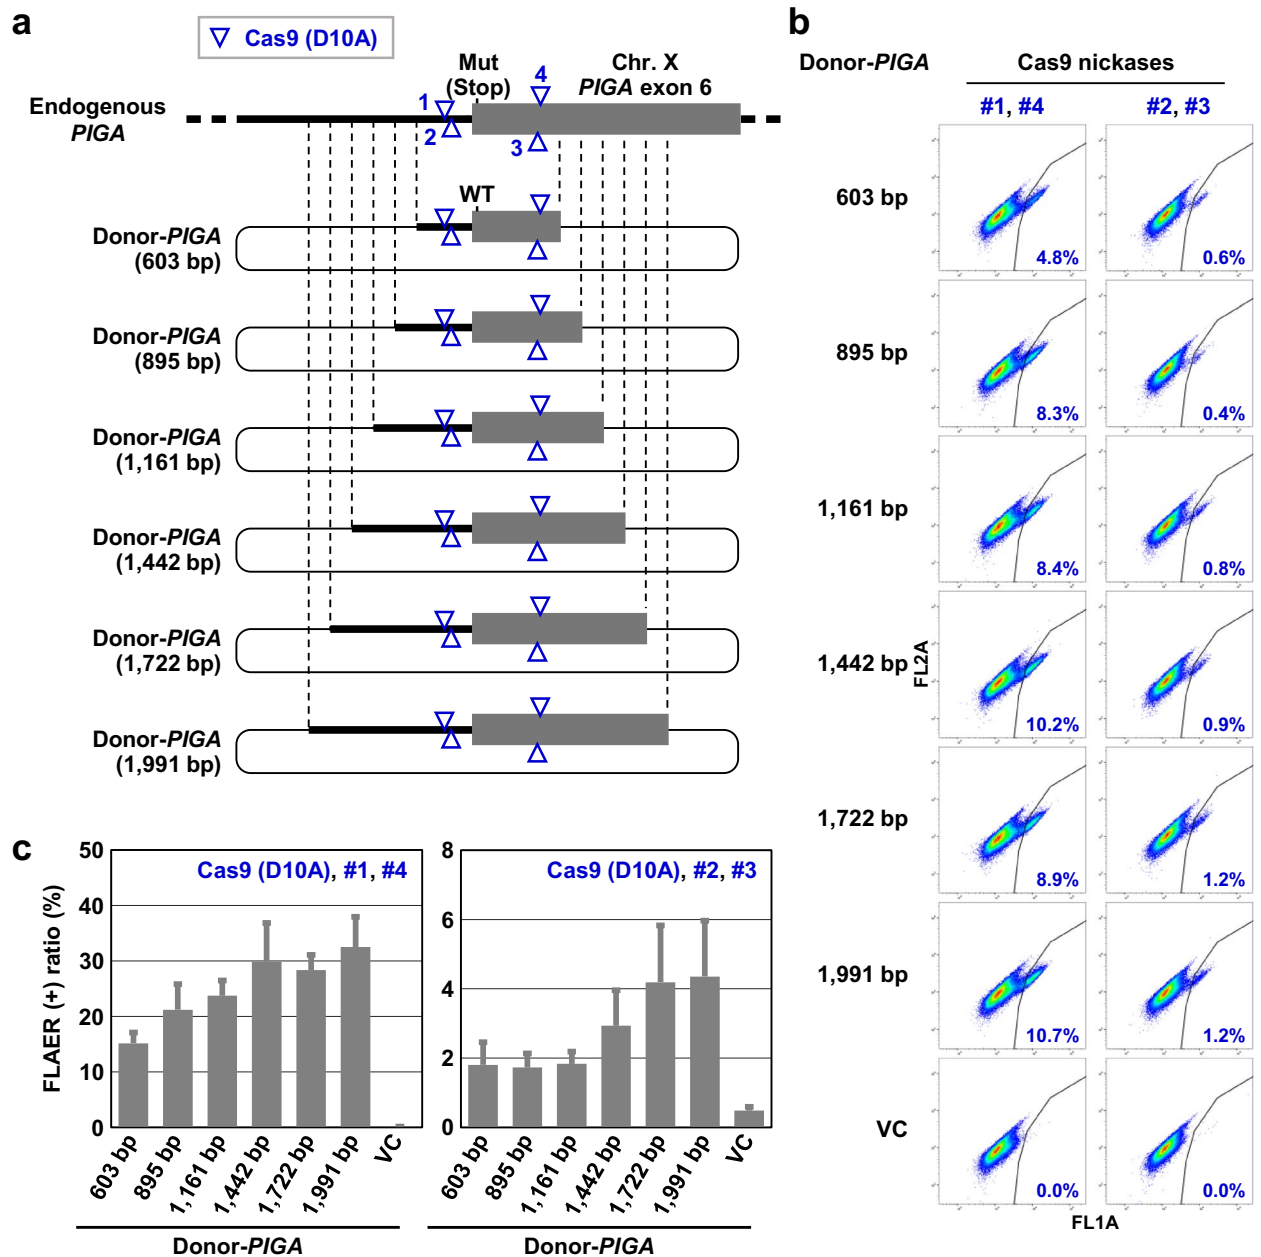 a
Cas9 (D10A)
Mut
(Stop)
4
Chr. X
PIGA exon 6
Endogenous
PIGA
1
2
3
WT
Donor-PIGA
(603 bp)
Donor-PIGA
(895 bp)
Donor-PIGA
(1,161 bp)
Donor-PIGA
(1,442 bp)
Donor-PIGA
(1,722 bp)
Donor-PIGA
(1,991 bp)
b
Donor-PIGA
Cas9 nickases
#1, #4
#2, #3
603 bp
4.8%
0.6%
895 bp
8.3%
0.4%
1,161 bp
8.4%
0.8%
1,442 bp
10.2%
0.9%
FL2A
1,722 bp
8.9%
1.2%
1,991 bp
10.7%
1.2%
VC
0.0%
0.0%
FL1A
c
FLAER (+) ratio (%)
50
40
30
20
10
0
Cas9 (D10A), #1, #4
603 bp
895 bp
1,161 bp
1,442 bp
1,722 bp
1,991 bp
VC
Donor-PIGA
8
6
4
2
0
Cas9 (D10A), #2, #3
603 bp
895 bp
1,161 bp
1,442 bp
1,722 bp
1,991 bp
VC
Donor-PIGA